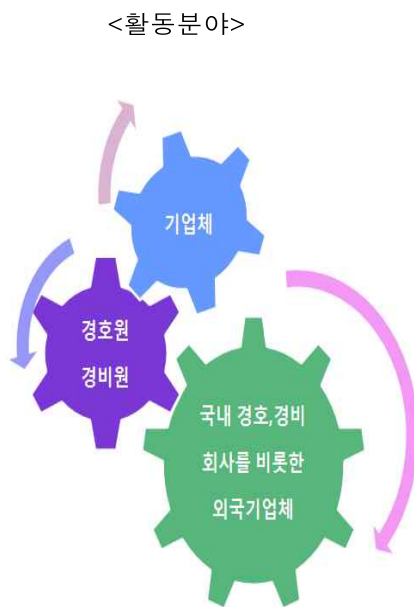 <활동분야>
기업체
경호원
경비원
국내 경호,경비
회사를 비롯한
외국기업체